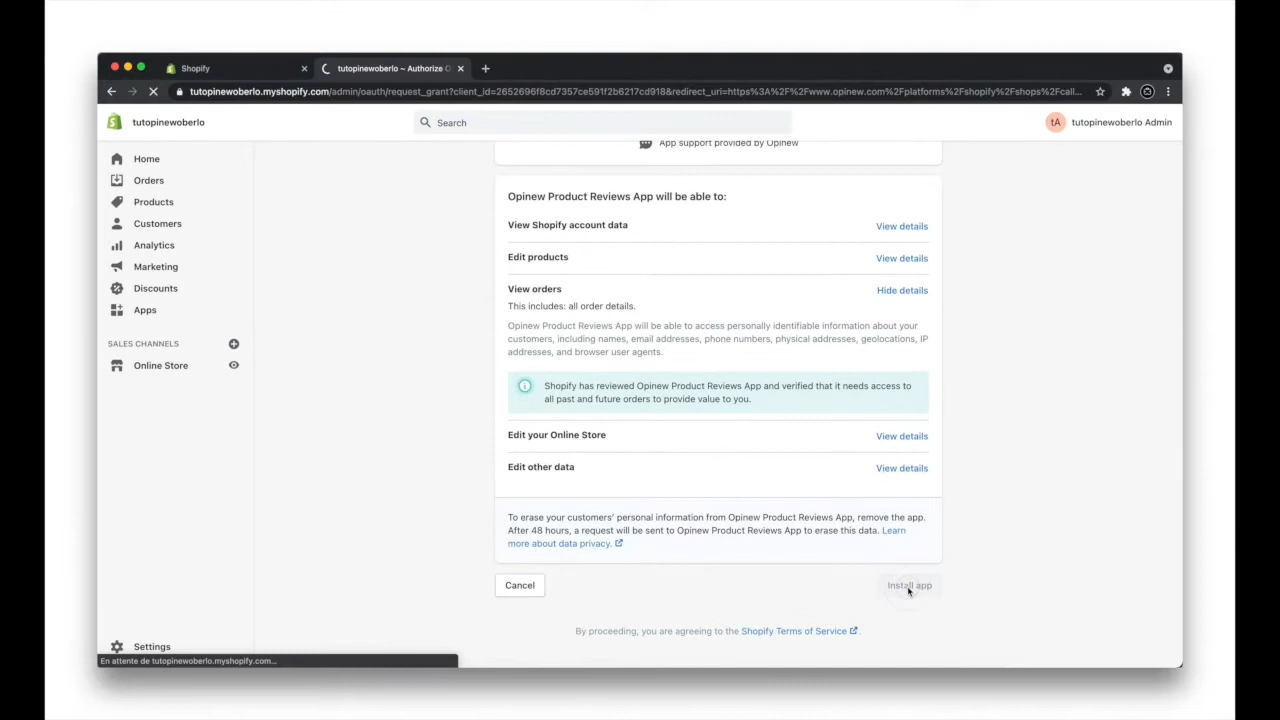 Shopify
tutopinewoberlo ~ Authorize O
tutopinewoberlo.myshopify.com/admin/oauth/request_grant?client_id=2652696f8cd7357ce591f2b6217cd918&redirect_uri=https%3A%2F%2Fwww.opinew.com%2Fplatforms%2Fshopify%2Fshops%2Fcall...
tutopinewoberlo
Search
tA
tutopinewoberlo Admin
Home
Orders
Products
Customers
Analytics
Marketing
Discounts
Apps
SALES CHANNELS
Online Store
Settings
App support provided by Opinew
Opinew Product Reviews App will be able to:
View Shopify account data
View details
Edit products
View details
View orders
Hide details
This includes: all order details.
Opinew Product Reviews App will be able to access personally identifiable information about your
customers, including names, email addresses, phone numbers, physical addresses, geolocations, IP
addresses, and browser user agents.
Shopify has reviewed Opinew Product Reviews App and verified that it needs access to
all past and future orders to provide value to you.
Edit your Online Store
View details
Edit other data
View details
To erase your customers' personal information from Opinew Product Reviews App, remove the app.
After 48 hours, a request will be sent to Opinew Product Reviews App to erase this data. Learn
more about data privacy.
Cancel
Install app
By proceeding, you are agreeing to the Shopify Terms of Service.
En attente de tutopinewoberlo.myshopify.com...